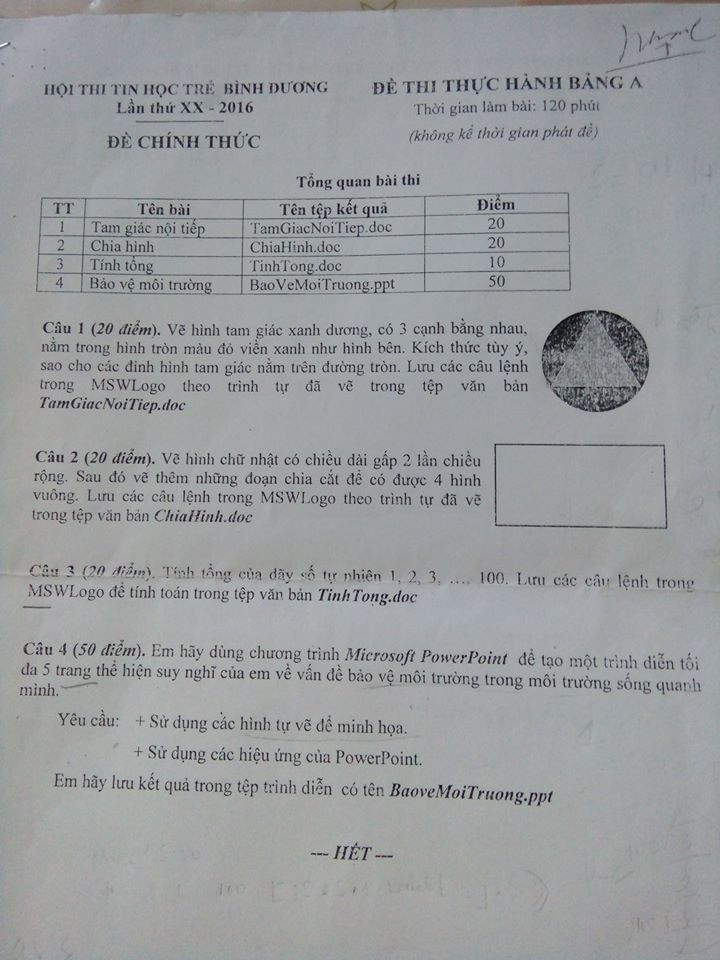 HỘI THI TIN HỌC TRẺ BÌNH DƯƠNG
Lần thứ XX - 2016
ĐỀ CHÍNH THỨC
ĐỀ THI THỰC HÀNH BẢNG A
Thời gian làm bài: 120 phút
(không kể thời gian phát đề)
Tổng quan bài thi
TT Tên bài Tên tệp kết quả Điểm
1 Tam giác nội tiếp TamGiacNoiTiep.doc 20
2 Chia hình ChiaHinh.doc 20
3 Tính tổng TinhTong.doc 10
4 Bảo vệ môi trường BaoVeMoiTruong.ppt 50
Câu 1 (20 điểm). Vẽ hình tam giác xanh dương, có 3 cạnh bằng nhau,
nằm trong hình tròn màu đỏ viền xanh như hình bên. Kích thức tùy ý,
sao cho các đỉnh hình tam giác nằm trên đường tròn. Lưu các câu lệnh
trong MSWLogo theo trình tự đã vẽ trong tệp văn bản
TamGiacNoiTiep.doc
Câu 2 (20 điểm). Vẽ hình chữ nhật có chiều dài gấp 2 lần chiều
rộng. Sau đó vẽ thêm những đoạn chia cắt để có được 4 hình
vuông. Lưu các câu lệnh trong MSWLogo theo trình tự đã vẽ
trong tệp văn bản ChiaHinh.doc
Câu 3 (20 điểm). Tính tổng của dãy số tự nhiên 1, 2, 3, …, 100. Lưu các câu lệnh trong
MSWLogo để tính toán trong tệp văn bản TinhTong.doc
Câu 4 (50 điểm). Em hãy dùng chương trình Microsoft PowerPoint để tạo một trình diễn tối
đa 5 trang thể hiện suy nghĩ của em về vấn đề bảo vệ môi trường trong môi trường sống quanh
mình.
Yêu cầu: + Sử dụng các hình tự vẽ để minh họa.
+ Sử dụng các hiệu ứng của PowerPoint.
Em hãy lưu kết quả trong tệp trình diễn có tên BaoveMoiTruong.ppt
--- HẾT ---